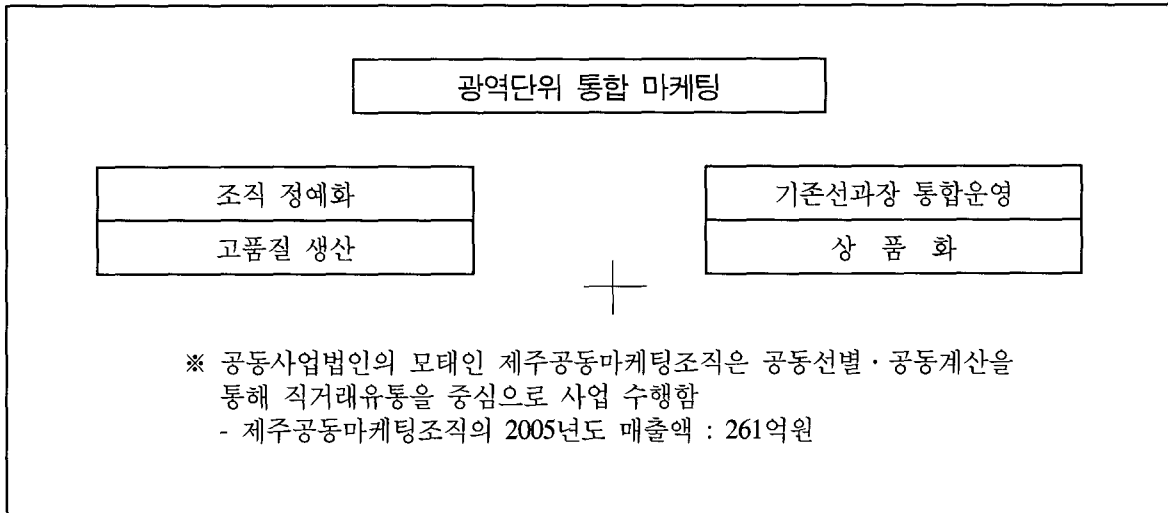 광역단위 통합 마케팅
조직 정예화
고품질 생산
기존선과장 통합운영
상 품 화
※ 공동사업법인의 모태인 제주공동마케팅조직은 공동선별·공동계산을
통해 직거래유통을 중심으로 사업 수행함
- 제주공동마케팅조직의 2005년도 매출액 : 261억원